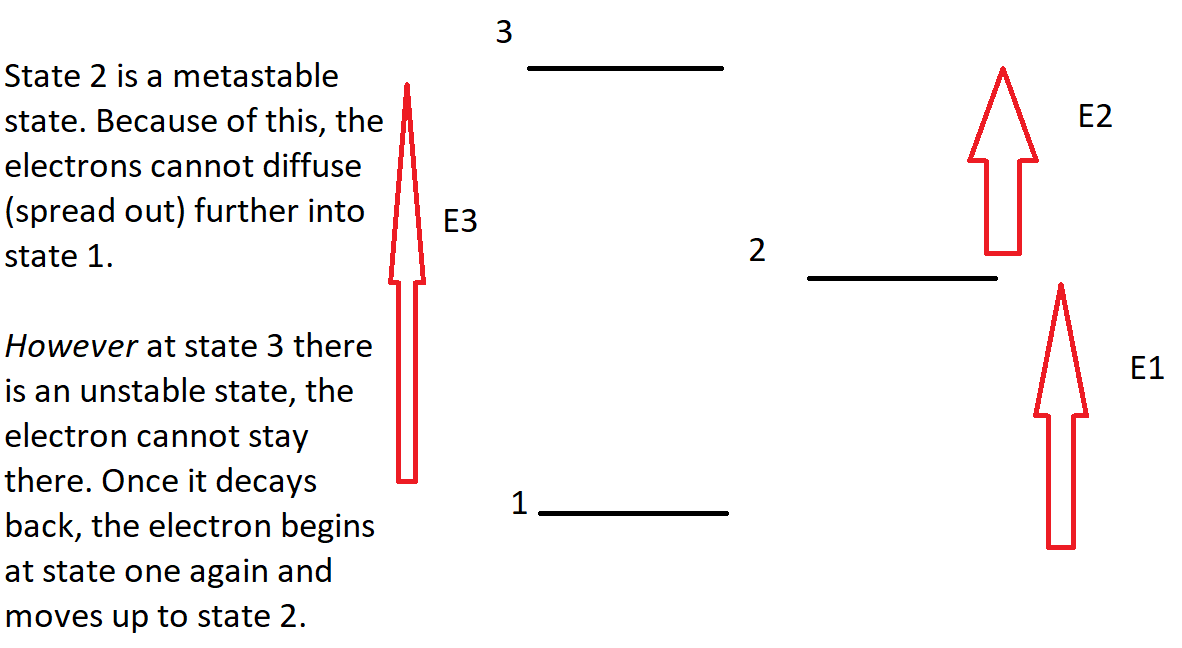 State 2 is a metastable
state. Because of this, the
electrons cannot diffuse
(spread out) further into
state 1.
However at state 3 there
is an unstable state, the
electron cannot stay
there. Once it decays
back, the electron begins
at state one again and
moves up to state 2.
3
E3
2
1
E2
E1